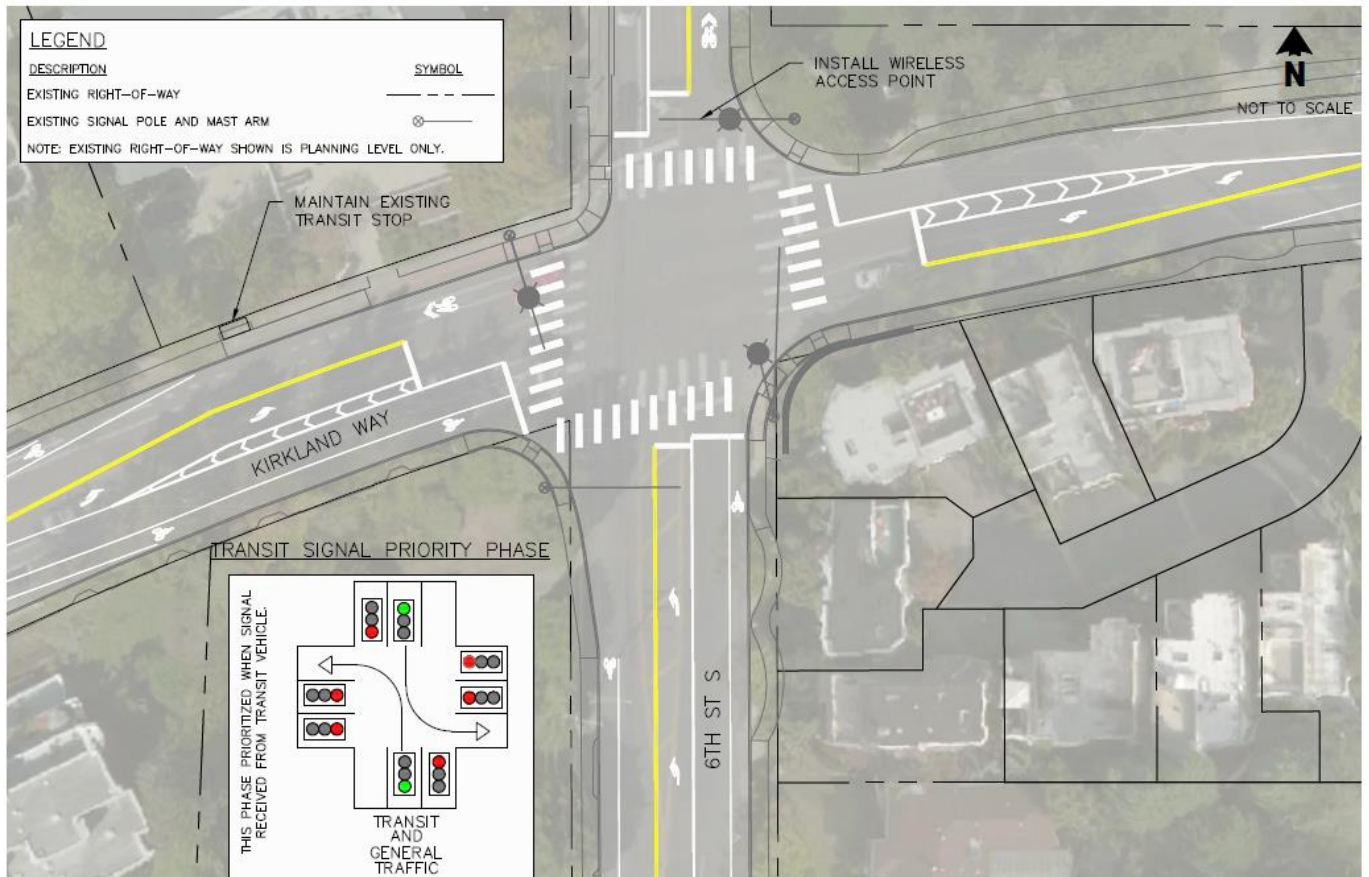 LEGEND
DESCRIPTION SYMBOL
EXISTING RIGHT-OF-WAY
EXISTING SIGNAL POLE AND MAST ARM
NOTE: EXISTING RIGHT-OF-WAY SHOWN IS PLANNING LEVEL ONLY.
INSTALL WIRELESS
ACCESS POINT
N
NOT TO SCALE
MAINTAIN EXISTING
TRANSIT STOP
KIRKLAND WAY
6TH ST S
TRANSIT SIGNAL PRIORITY PHASE
THIS PHASE PRIORITIZED WHEN SIGNAL
RECEIVED FROM TRANSIT VEHICLE.
TRANSIT
AND
GENERAL
TRAFFIC